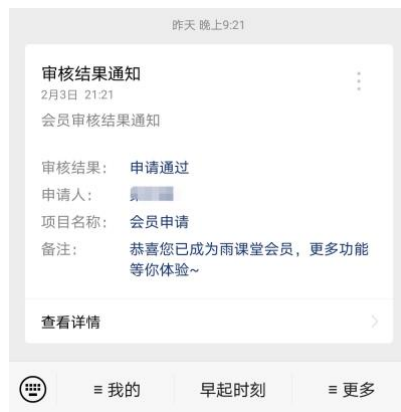 昨天 晚上9:21
审核结果通知
2月3日 21:21
会员审核结果通知
审核结果： 申请通过
申请人：
项目名称： 会员申请
备注： 恭喜您已成为雨课堂会员，更多功能
等你体验~
查看详情
≡ 我的 早起时刻 ≡ 更多